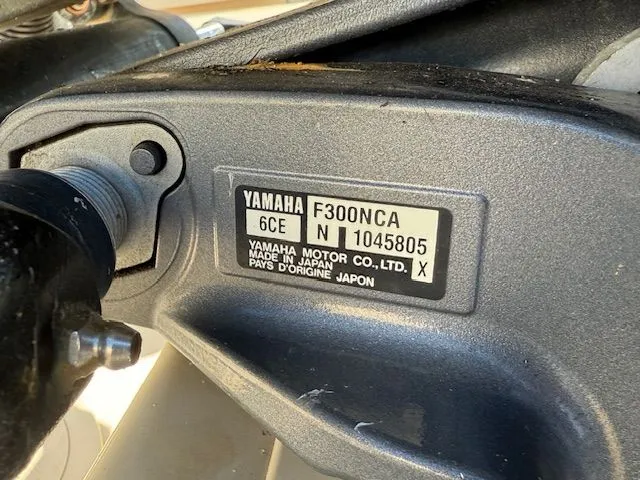 YAMAHA F300NCA
6CE N 1045805
YAMAHA MOTOR CO.,LTD. X
MADE IN JAPAN
PAYS D'ORIGINE JAPON